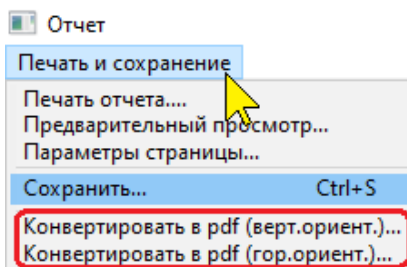 Отчет
Печать и сохранение
Печать отчета....
Предварительный просмотр...
Параметры страницы...
Сохранить... Ctrl+S
Конвертировать в pdf (верт.ориент.)...
Конвертировать в pdf (гор.ориент.)...